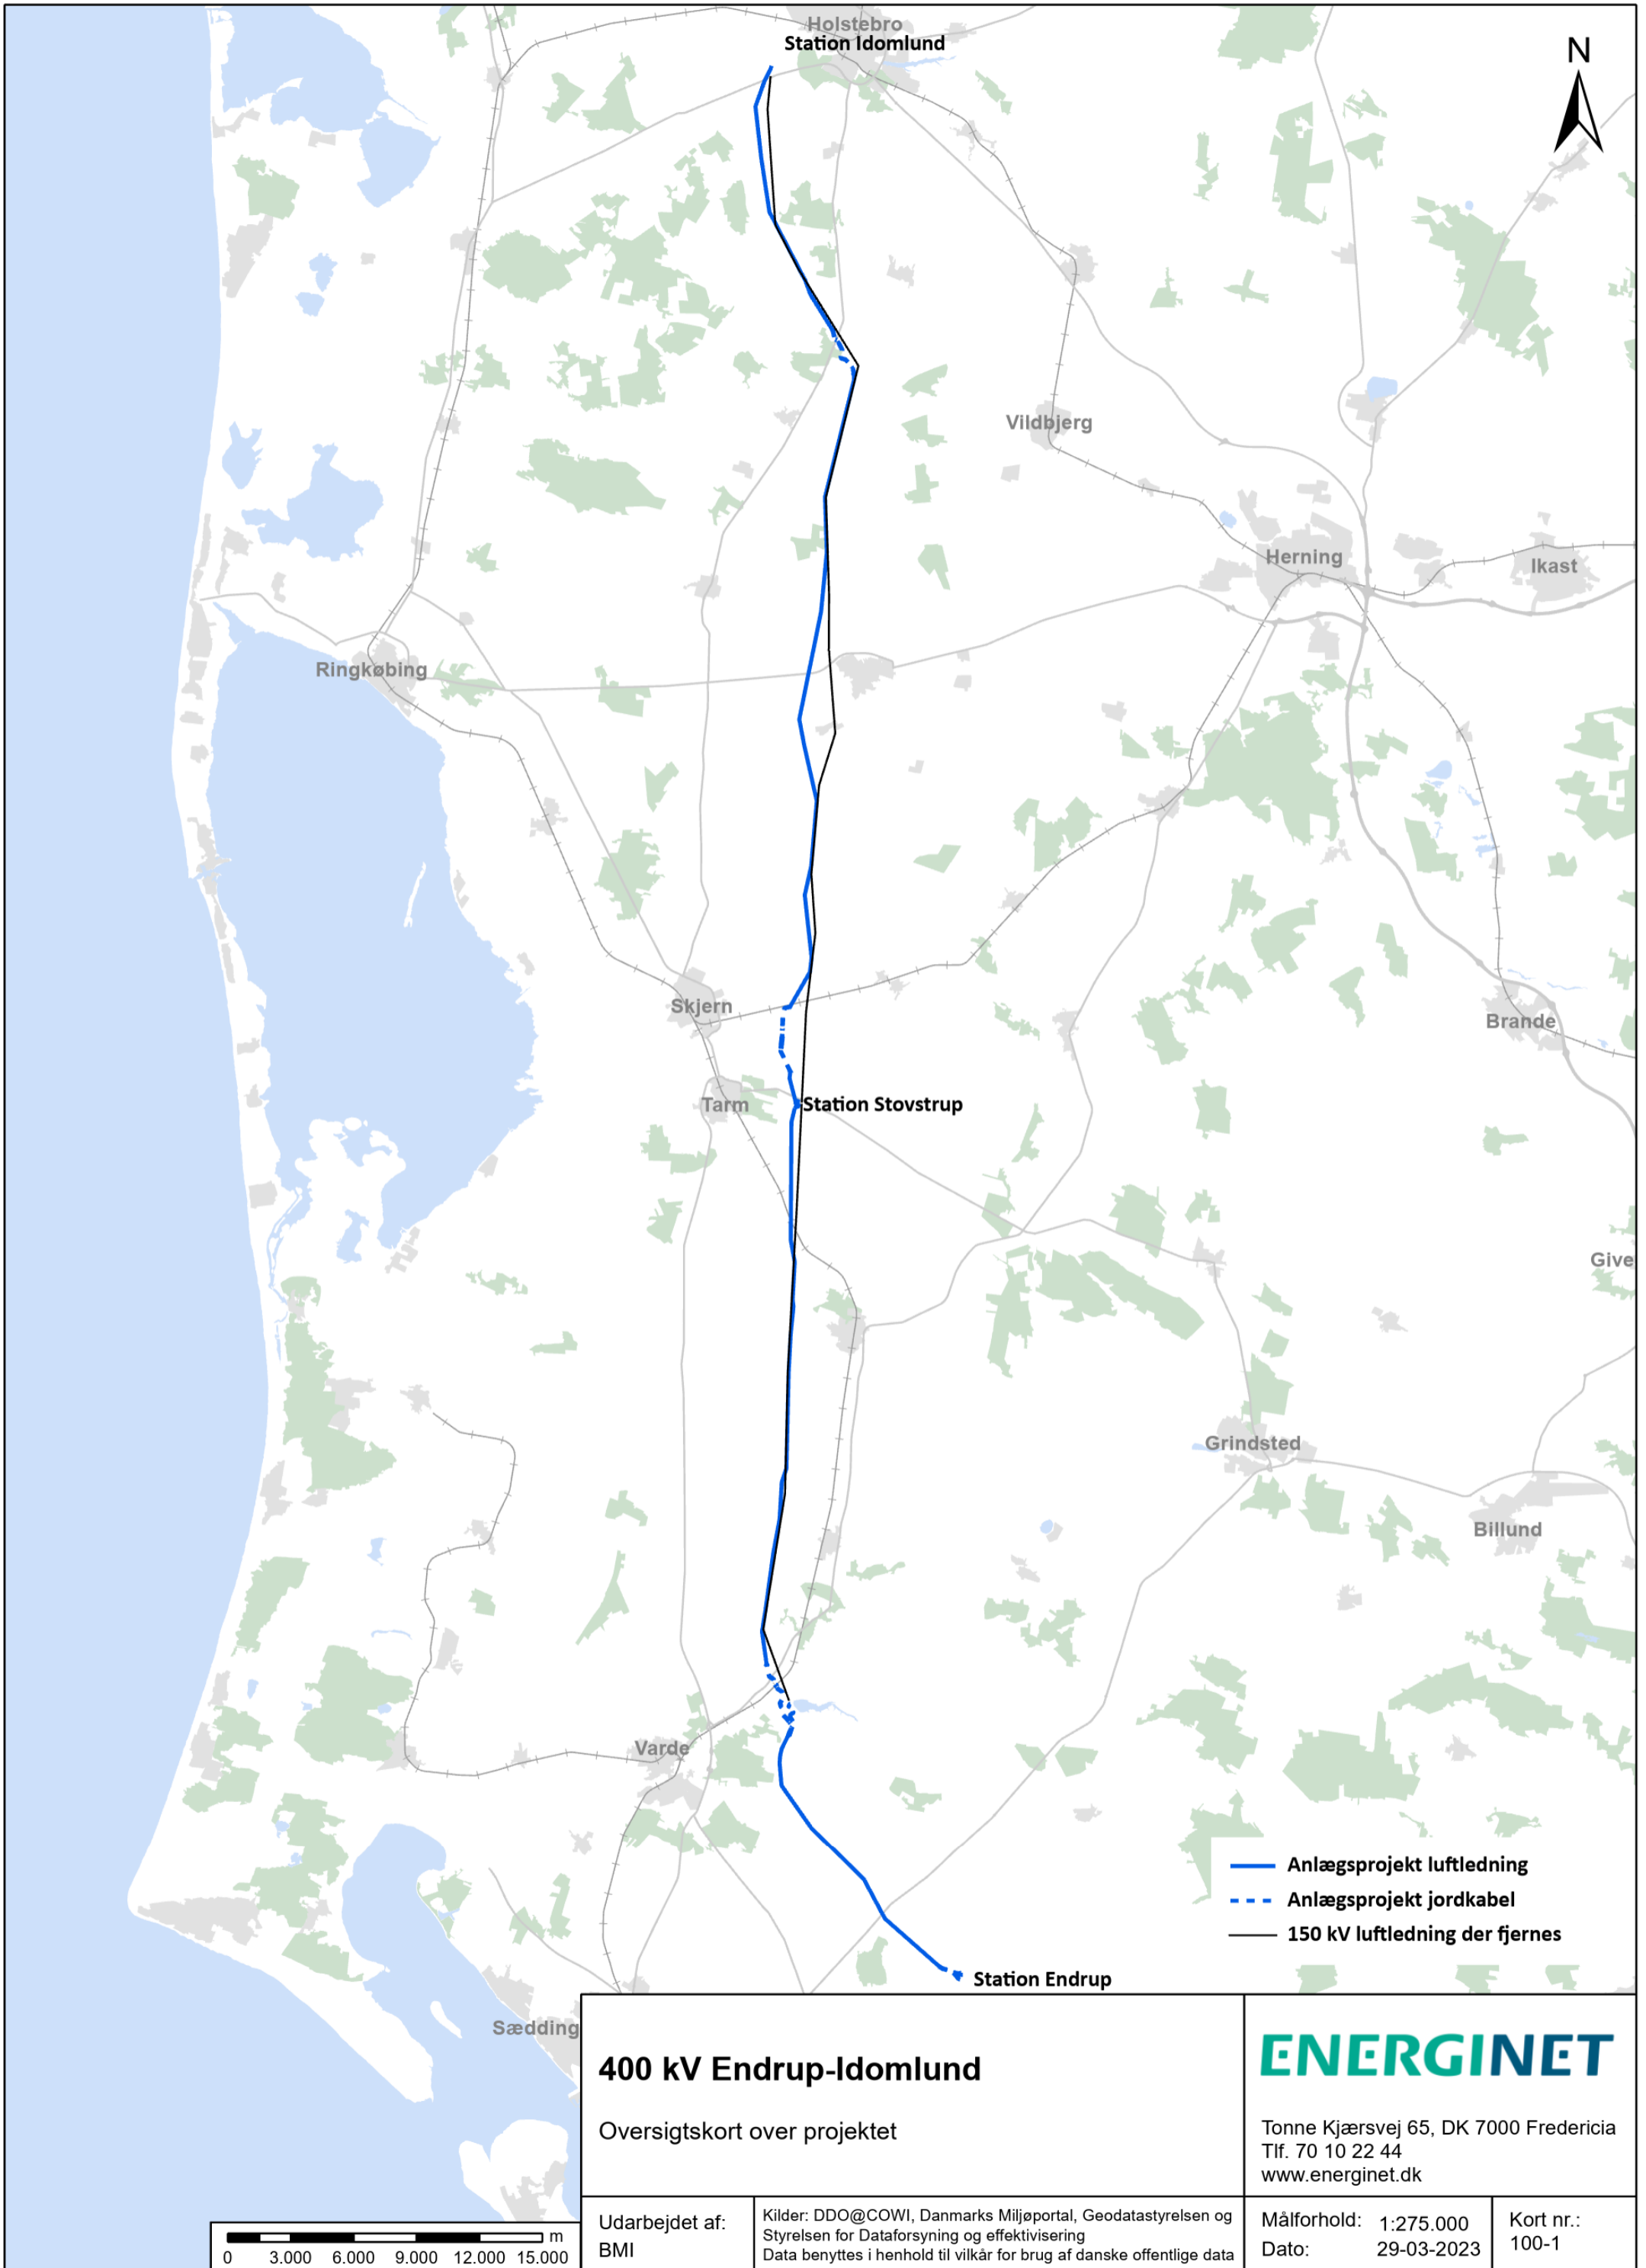 Holstebro
Station Idomlund
N
Vildbjerg
Herning
Ikast
Ringkøbing
Skjern
Brande
Tarm
Station Stovstrup
Give
Grindsted
Billund
Varde
Anlægsprojekt luftledning
Anlægsprojekt jordkabel
150 kV luftledning der fjernes
Station Endrup
Sædding
400 kV Endrup-Idomlund
Oversigtskort over projektet
ENERGINET
Tonne Kjærsvej 65, DK 7000 Fredericia
Tlf. 70 10 22 44
www.energinet.dk
Udarbejdet af:
BMI
Kilder: DDO@COWI, Danmarks Miljøportal, Geodatastyrelsen og
Styrelsen for Dataforsyning og effektivisering
Data benyttes i henhold til vilkår for brug af danske offentlige data
Målforhold: 1:275.000
Dato: 29-03-2023
Kort nr.:
100-1
m
0 3.000 6.000 9.000 12.000 15.000